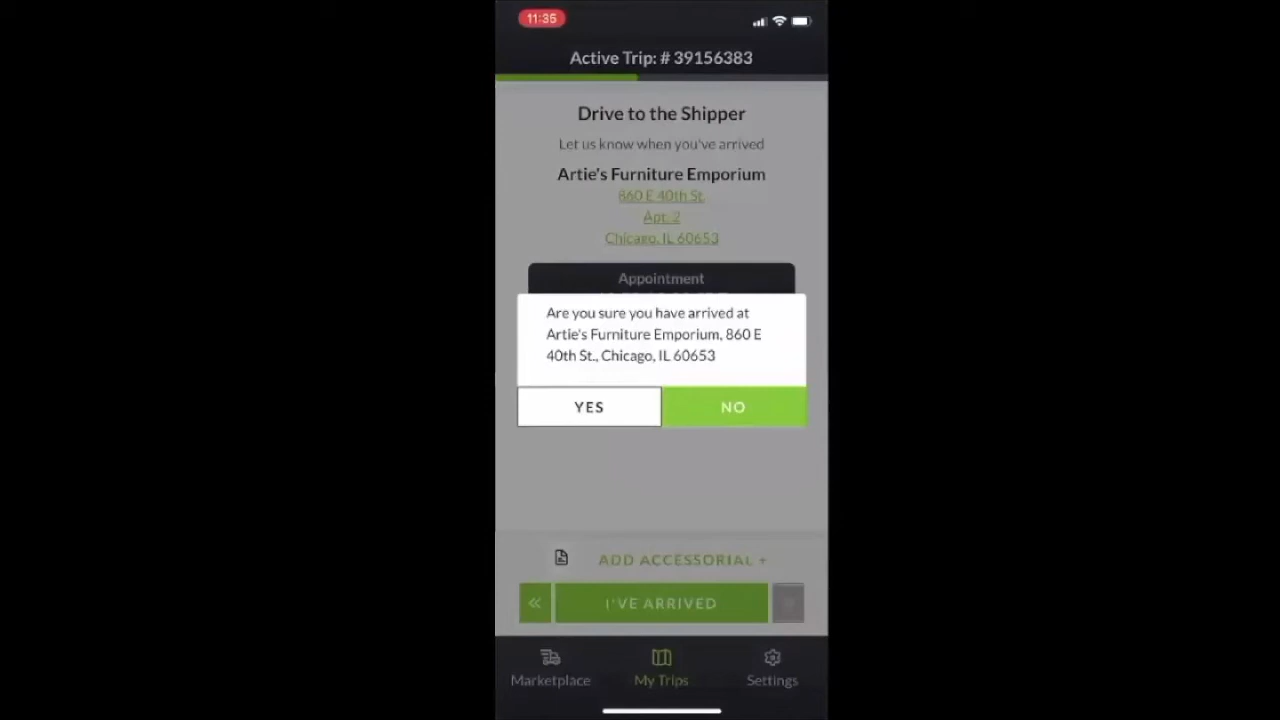 11:35
Active Trip: # 39156383
Drive to the Shipper
Let us know when you've arrived
Artie's Furniture Emporium
860 E 40th St.
Apt. 2
Chicago, IL 60653
Appointment
Are you sure you have arrived at
Artie's Furniture Emporium, 860 E
40th St., Chicago, IL 60653
YES NO
ADD ACCESSORIAL +
I'VE ARRIVED
Marketplace My Trips Settings